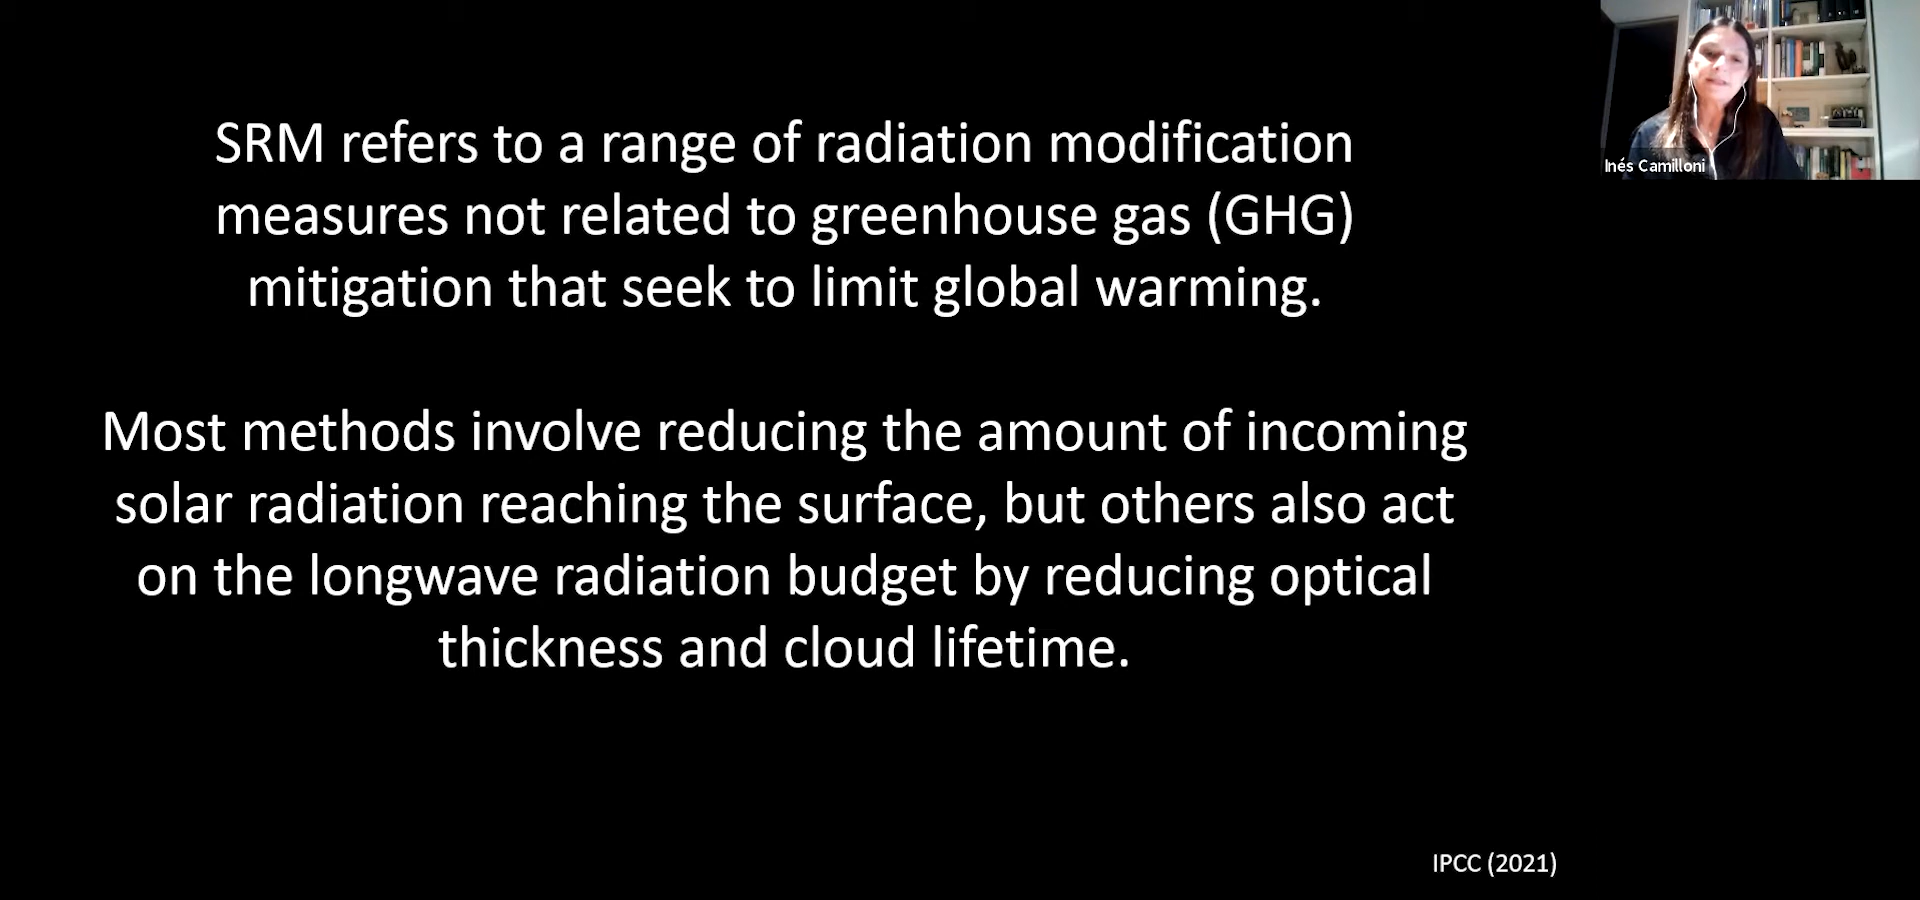 SRM refers to a range of radiation modification
measures not related to greenhouse gas (GHG)
mitigation that seek to limit global warming.
Most methods involve reducing the amount of incoming
solar radiation reaching the surface, but others also act
on the longwave radiation budget by reducing optical
thickness and cloud lifetime.
IPCC (2021)
Inés Camilloni